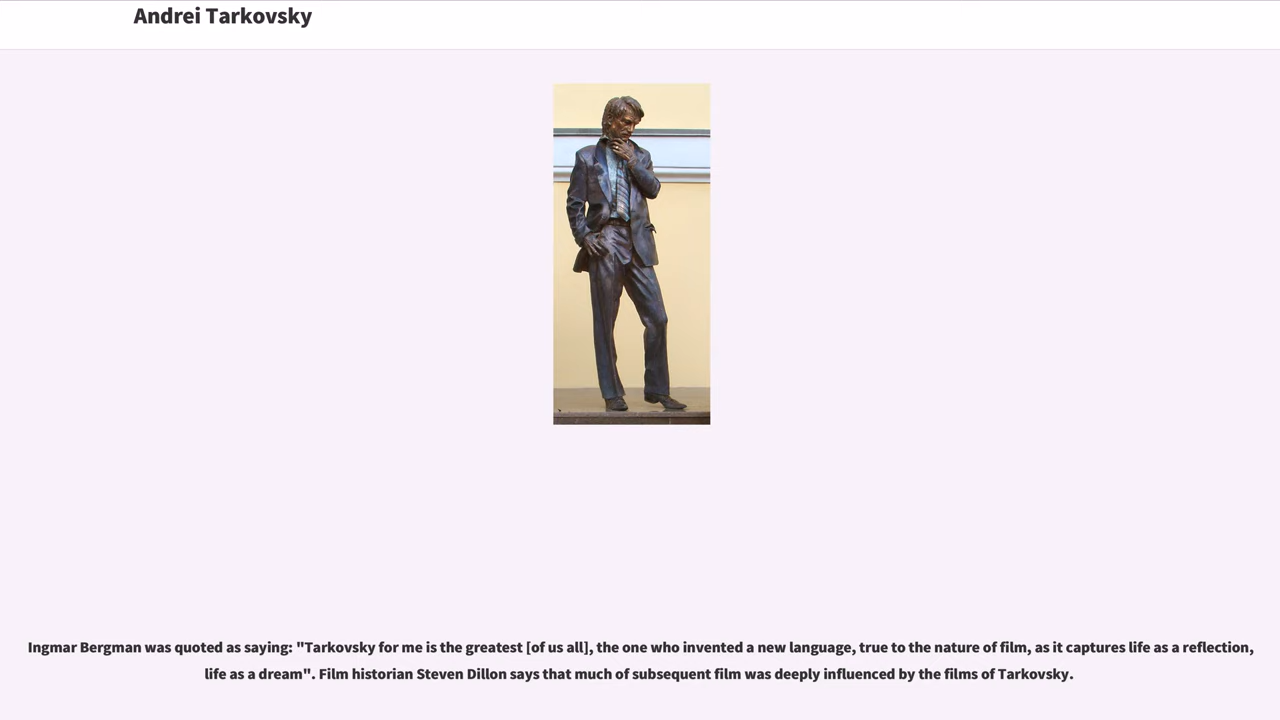 Andrei Tarkovsky
Ingmar Bergman was quoted as saying: "Tarkovsky for me is the greatest [of us all], the one who invented a new language, true to the nature of film, as it captures life as a reflection,
life as a dream". Film historian Steven Dillon says that much of subsequent film was deeply influenced by the films of Tarkovsky.